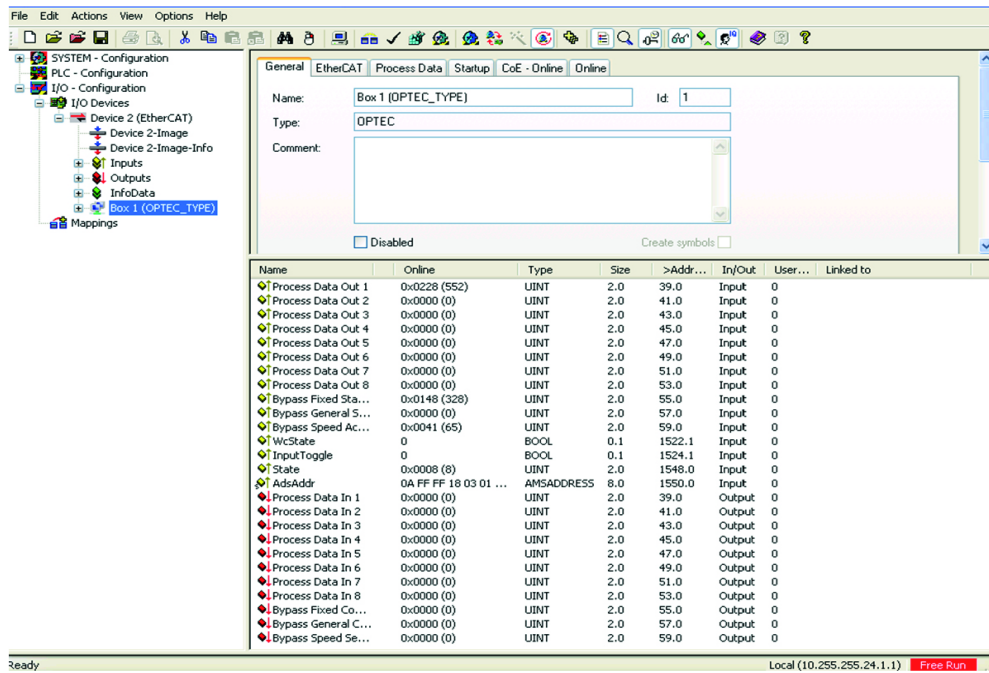 File Edit Actions View Options Help
SYSTEM - Configuration
PLC - Configuration
I/O - Configuration
I/O Devices
Device 2 (EtherCAT)
Device 2-Image
Device 2-Image-Info
Inputs
Outputs
InfoData
Box 1 (OPTEC_TYPE)
Mappings
General EtherCAT Process Data Startup CoE - Online Online
Name: Box 1 (OPTEC_TYPE) Id: 1
Type: OPTEC
Comment:
Disabled Create symbols
Name Online Type Size >Addr... In/Out User... Linked to
Process Data Out 1 0x0228 (552) UINT 2.0 39.0 Input 0
Process Data Out 2 0x0000 (0) UINT 2.0 41.0 Input 0
Process Data Out 3 0x0000 (0) UINT 2.0 43.0 Input 0
Process Data Out 4 0x0000 (0) UINT 2.0 45.0 Input 0
Process Data Out 5 0x0000 (0) UINT 2.0 47.0 Input 0
Process Data Out 6 0x0000 (0) UINT 2.0 49.0 Input 0
Process Data Out 7 0x0000 (0) UINT 2.0 51.0 Input 0
Process Data Out 8 0x0000 (0) UINT 2.0 53.0 Input 0
Bypass Fixed Sta... 0x0148 (328) UINT 2.0 55.0 Input 0
Bypass General S... 0x0000 (0) UINT 2.0 57.0 Input 0
Bypass Speed Ac... 0x0041 (65) UINT 2.0 59.0 Input 0
WcState 0 BOOL 0.1 1522.1 Input 0
InputToggle 0 BOOL 0.1 1524.1 Input 0
State 0x0008 (8) UINT 2.0 1548.0 Input 0
AdsAddr 0A FF FF 18 03 01 ... AMSADDRESS 8.0 1550.0 Input 0
Process Data In 1 0x0000 (0) UINT 2.0 39.0 Output 0
Process Data In 2 0x0000 (0) UINT 2.0 41.0 Output 0
Process Data In 3 0x0000 (0) UINT 2.0 43.0 Output 0
Process Data In 4 0x0000 (0) UINT 2.0 45.0 Output 0
Process Data In 5 0x0000 (0) UINT 2.0 47.0 Output 0
Process Data In 6 0x0000 (0) UINT 2.0 49.0 Output 0
Process Data In 7 0x0000 (0) UINT 2.0 51.0 Output 0
Process Data In 8 0x0000 (0) UINT 2.0 53.0 Output 0
Bypass Fixed Co... 0x0000 (0) UINT 2.0 55.0 Output 0
Bypass General C... 0x0000 (0) UINT 2.0 57.0 Output 0
Bypass Speed Se... 0x0000 (0) UINT 2.0 59.0 Output 0
Ready Local (10.255.255.24.1.1) Free Run